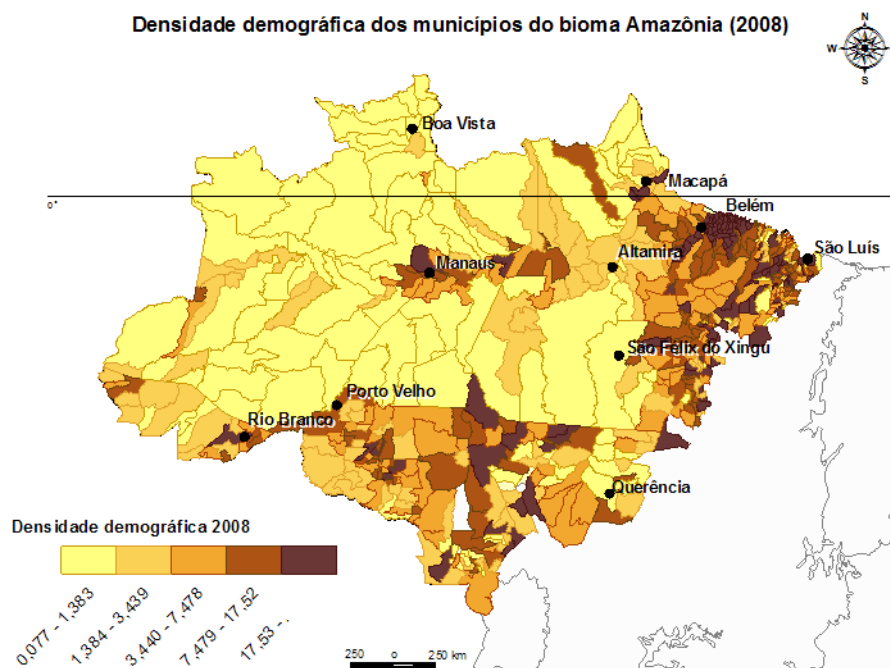 Densidade demográfica dos municípios do bioma Amazônia (2008)
N
W
S
Boa Vista
0°
Macapá
Belém
São Luís
Altamira
Manaus
São Félix do Xingu
Porto Velho
Rio Branco
Querência
Densidade demográfica 2008
0,077 - 1,383
1,384 - 3,439
3,440 - 7,478
7,479 - 17,52
17,53 - .
250 0 250 km